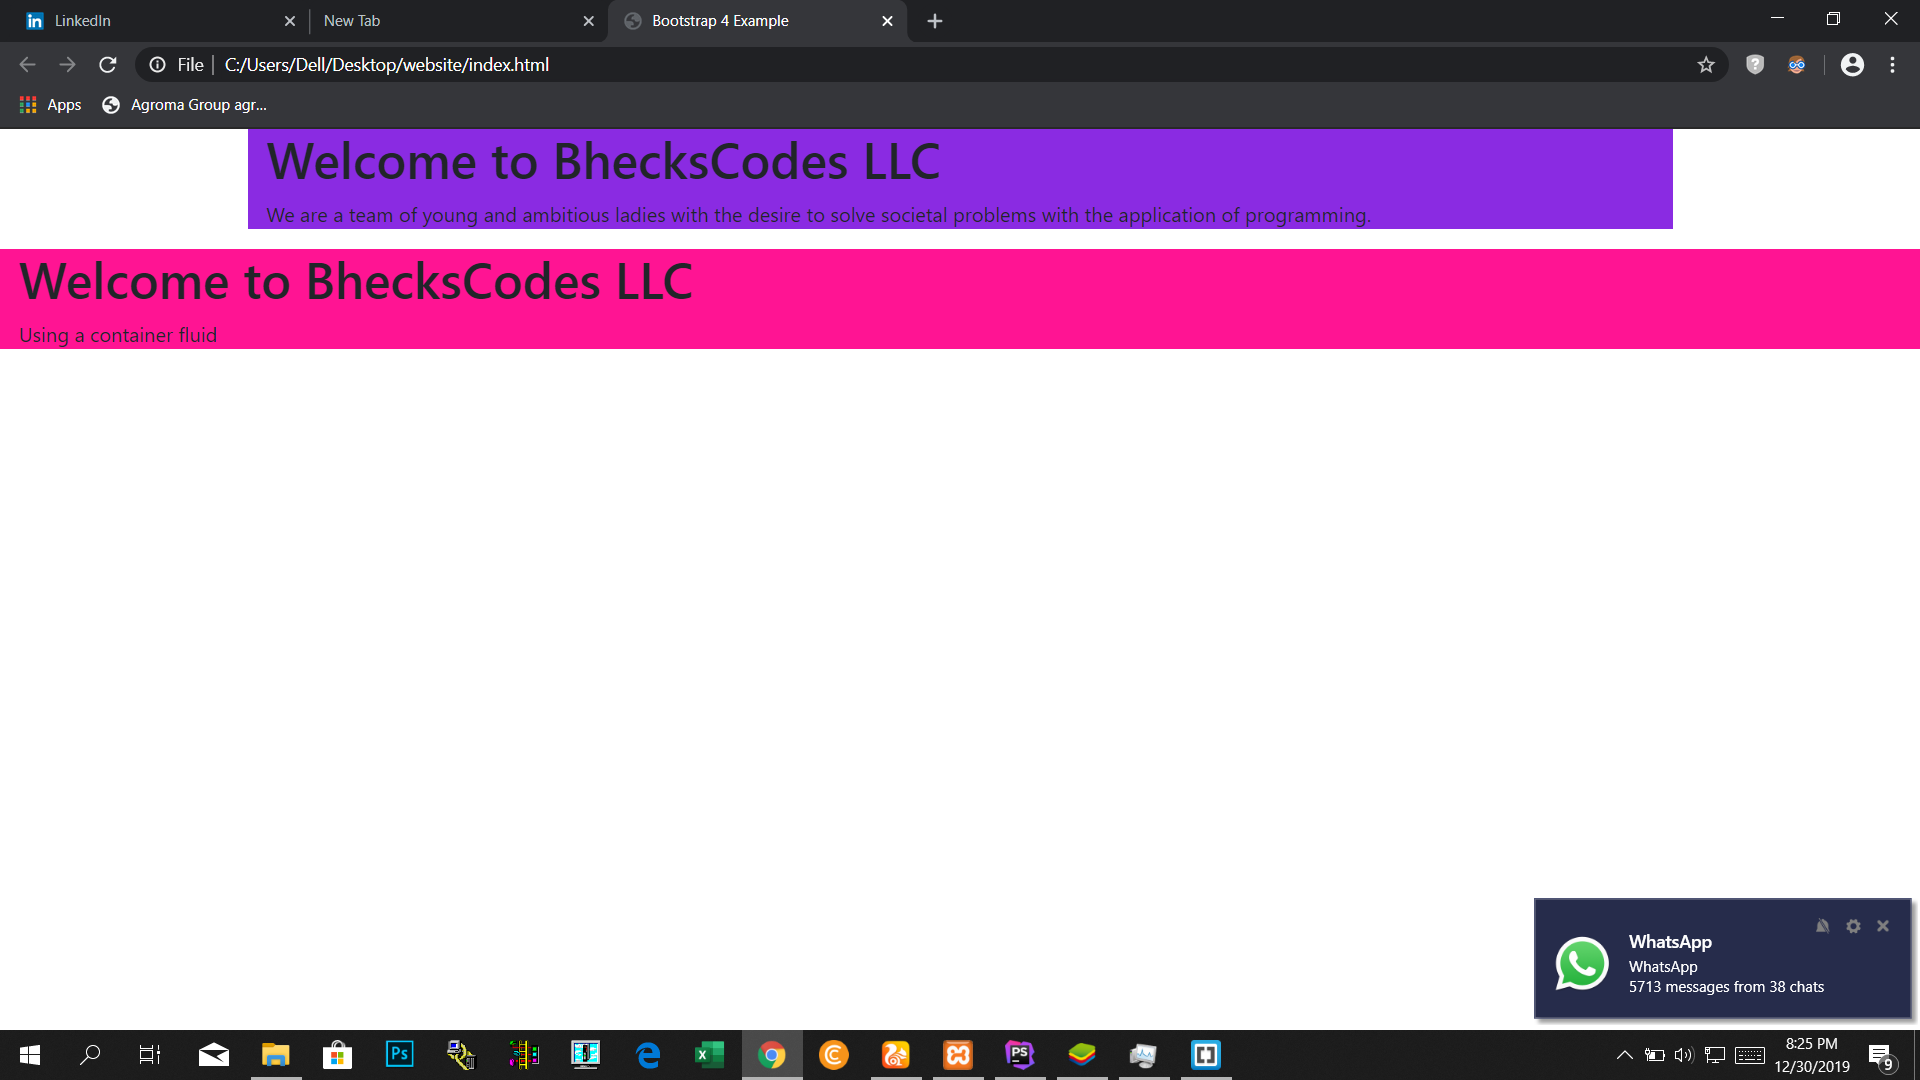 LinkedIn
New Tab
Bootstrap 4 Example
File C:/Users/Dell/Desktop/website/index.html
Apps
Agroma Group agr...
Welcome to BhecksCodes LLC
We are a team of young and ambitious ladies with the desire to solve societal problems with the application of programming.
Welcome to BhecksCodes LLC
Using a container fluid
WhatsApp
WhatsApp
5713 messages from 38 chats
Ps
PS
8:25 PM
12/30/2019
9